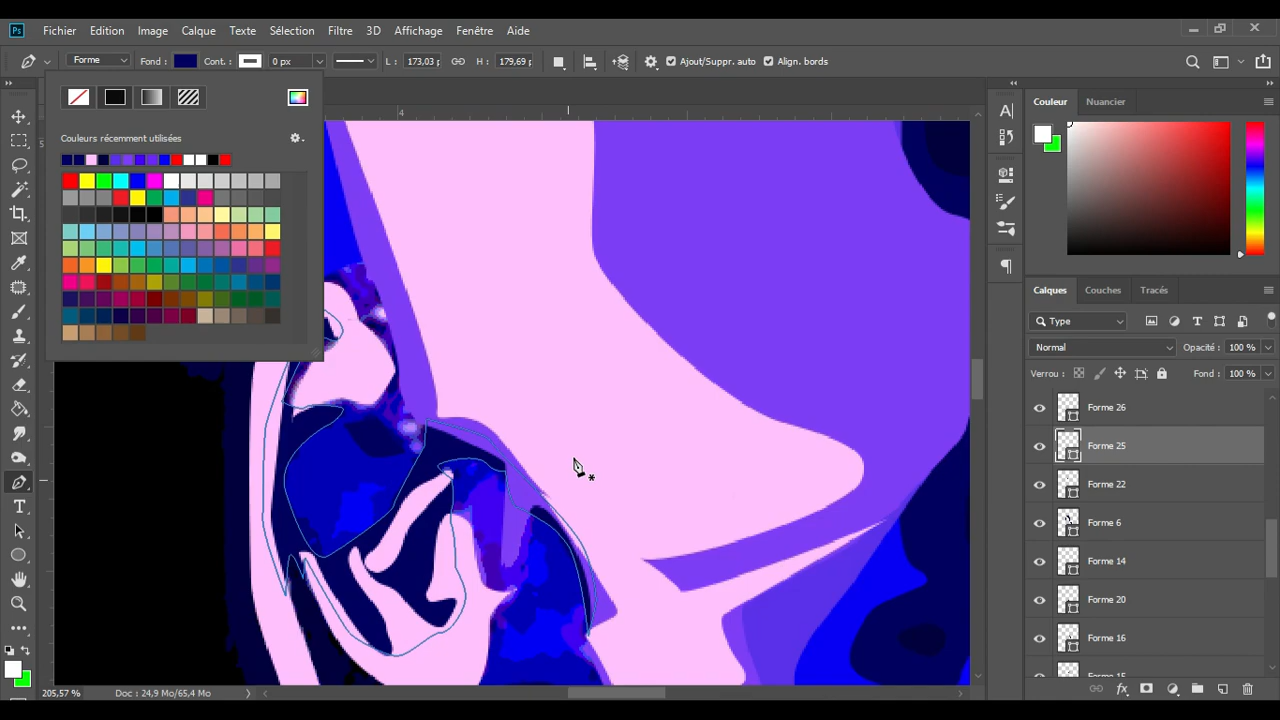 Ps Fichier Edition Image Calque Texte Sélection Filtre 3D Affichage Fenêtre Aide
Forme Fond : Cont. : 0 px L : 173,03 p H : 179,69 p Ajout/Suppr. auto Align. bords
Couleurs récemment utilisées
4
5
Couleur Nuancier
Calques Couches Tracés
Type
Normal Opacité : 100 %
Verrou : Fond : 100 %
Forme 26
Forme 25
Forme 22
Forme 6
Forme 14
Forme 20
Forme 16
Forme 15
205,57 % Doc : 24,9 Mo/65,4 Mo